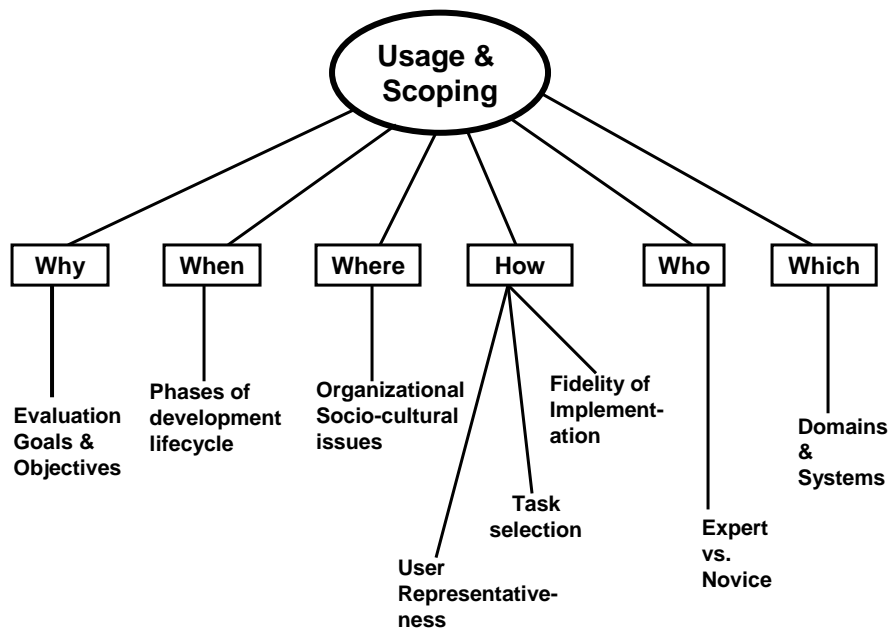 Usage &
Scoping
Why
When
Where
How
Who
Which
Evaluation
Goals &
Objectives
Phases of
development
lifecycle
Organizational
Socio-cultural
issues
User
Representative-
ness
Task
selection
Fidelity of
Implement-
ation
Expert
vs.
Novice
Domains
&
Systems